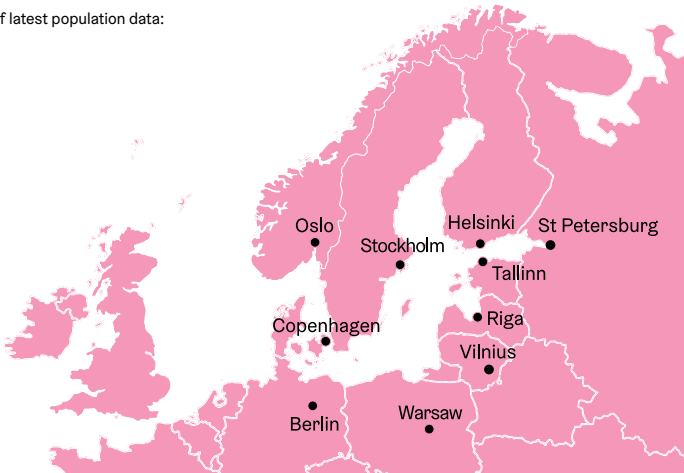 f latest population data:
Oslo
Helsinki
St Petersburg
Stockholm
Tallinn
Copenhagen
Riga
Vilnius
Berlin
Warsaw